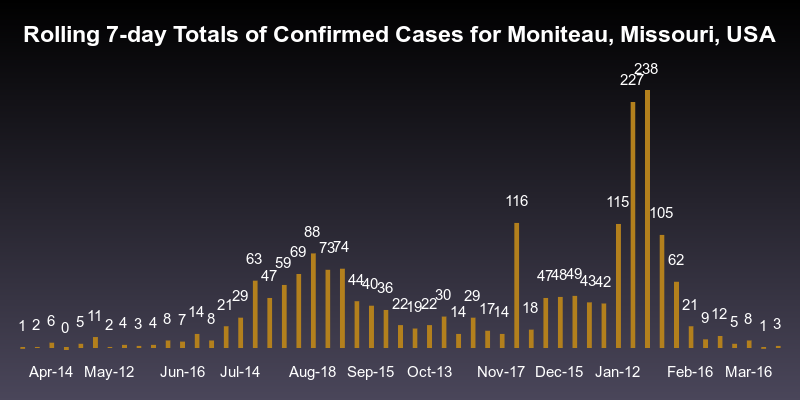 Rolling 7-day Totals of Confirmed Cases for Moniteau, Missouri, USA
1 2 6 0 5 11 2 4 3 4 8 7 14 8 21 29 63 47 59 69 88 73 74 44 40 36 22 19 22 30 14 29 17 14 116 18 47 48 49 43 42 115 227 238 105 62 21 9 12 5 8 1 3
Apr-14 May-12 Jun-16 Jul-14 Aug-18 Sep-15 Oct-13 Nov-17 Dec-15 Jan-12 Feb-16 Mar-16